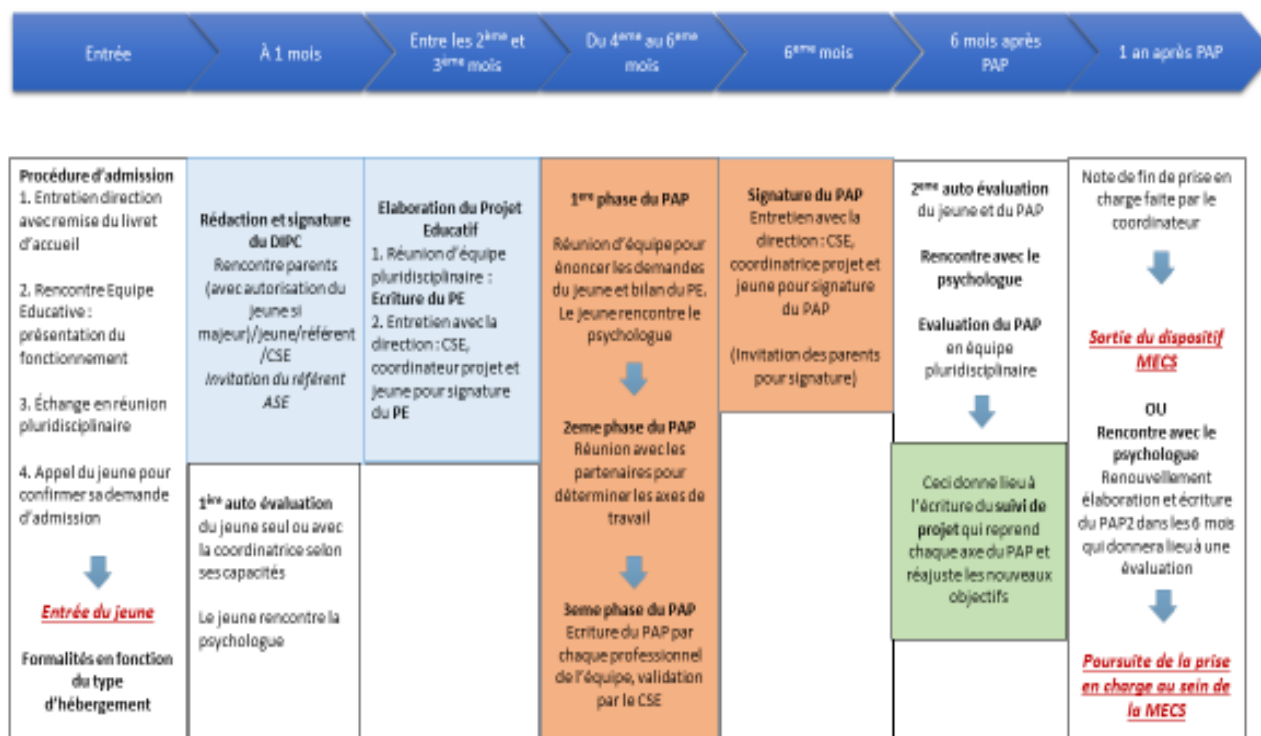 Entrée
À 1 mois
Entre les 2ème et
3ème mois
Du 4eme au 6eme
mois
6eme mois
6 mois après
PAP
1 an après PAP
Procédure d'admission
1. Entretien direction
avec remise du livret
d'accueil
2. Rencontre Equipe
Educative :
présentation du
fonctionnement
3. Échange en réunion
pluridisciplinaire
4. Appel du jeune pour
confirmer sa demande
d'admission
Entrée du jeune
Formalités en fonction
du type
d'hébergement
Rédaction et signature
du DIPC
Rencontre parents
(avec autorisation du
jeune si
majeur)/jeune/référent
/CSE
Invitation du référent
ASE
1ère auto évaluation
du jeune seul ou avec
la coordinatrice selon
ses capacités
Le jeune rencontre la
psychologue
Elaboration du Projet
Educatif
1. Réunion d'équipe
pluridisciplinaire :
Ecriture du PE
2. Entretien avec la
direction : CSE,
coordinateur projet et
jeune pour signature
du PE
1ere phase du PAP
Réunion d'équipe pour
énoncer les demandes
du jeune et bilan du PE.
Le jeune rencontre le
psychologue
2eme phase du PAP
Réunion avec les
partenaires pour
déterminer les axes de
travail
3eme phase du PAP
Ecriture du PAP par
chaque professionnel
de l'équipe, validation
par le CSE
Signature du PAP
Entretien avec la
direction : CSE,
coordinatrice projet et
jeune pour signature
du PAP
(Invitation des parents
pour signature)
2eme auto évaluation
du jeune et du PAP
Rencontre avec le
psychologue
Evaluation du PAP
en équipe
pluridisciplinaire
Ceci donne lieu à
l'écriture du suivi de
projet qui reprend
chaque axe du PAP et
réajuste les nouveaux
objectifs
Note de fin de prise en
charge faite par le
coordinateur
Sortie du dispositif
MECS
OU
Rencontre avec le
psychologue
Renouvellement
élaboration et écriture
du PAP2 dans les 6 mois
qui donnera lieu à une
évaluation
Poursuite de la prise
en charge au sein de
la MECS